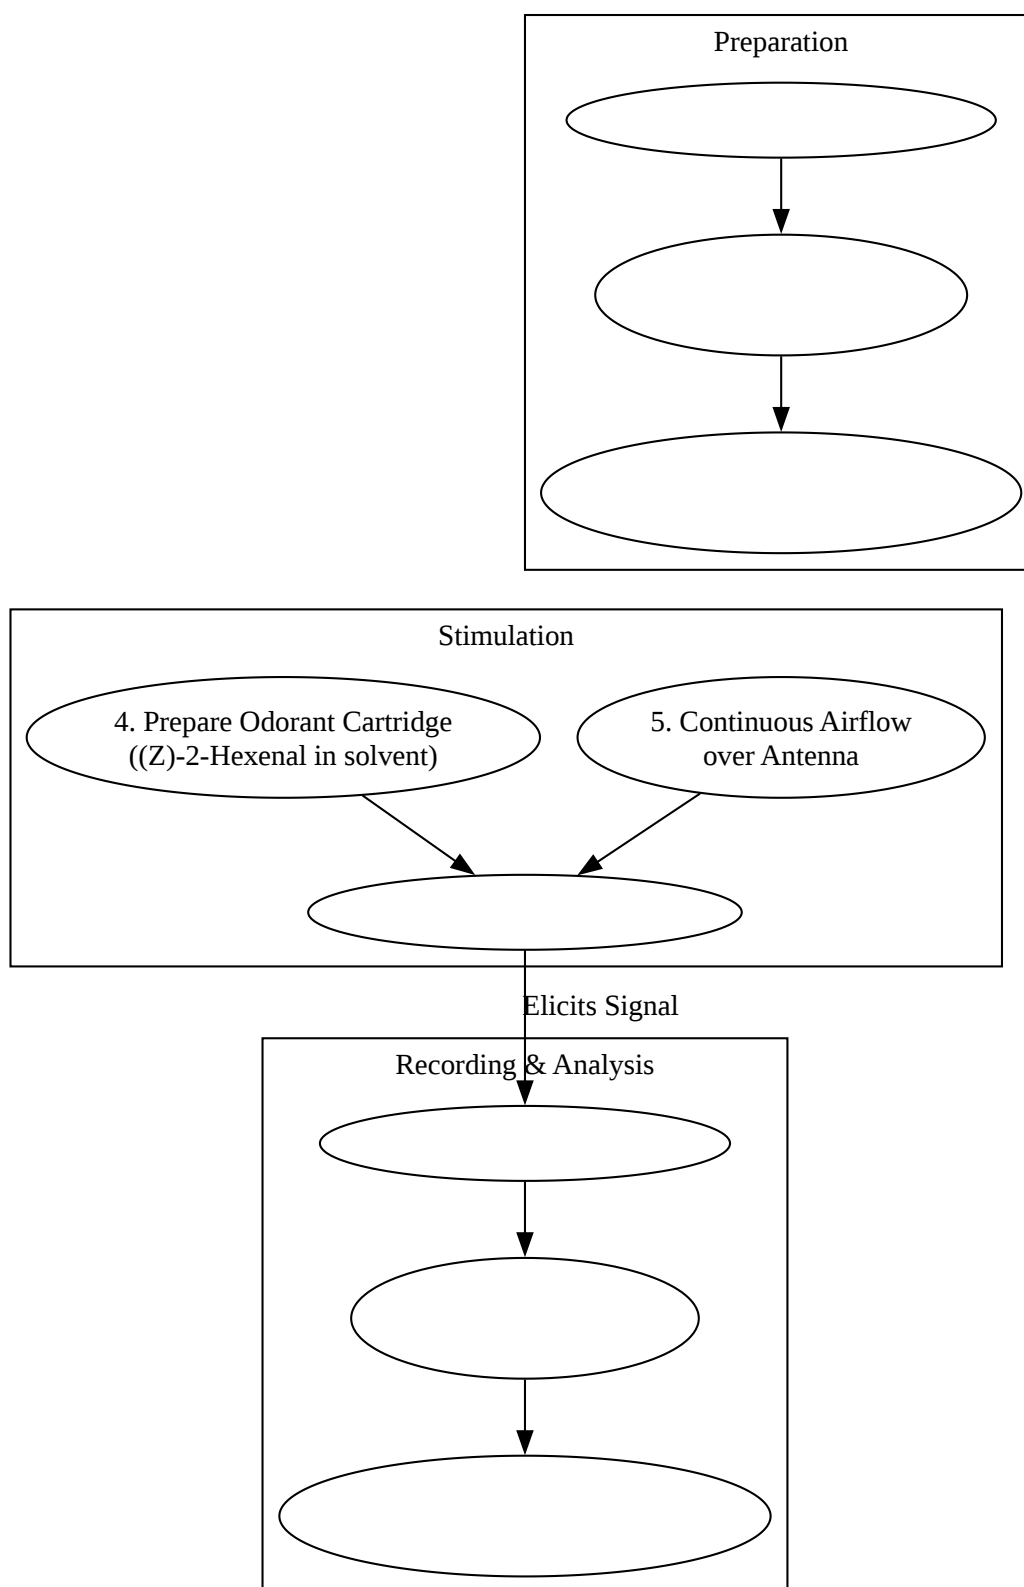 Preparation
Stimulation
4. Prepare Odorant Cartridge
((Z)-2-Hexenal in solvent)
5. Continuous Airflow
over Antenna
Elicits Signal
Recording & Analysis